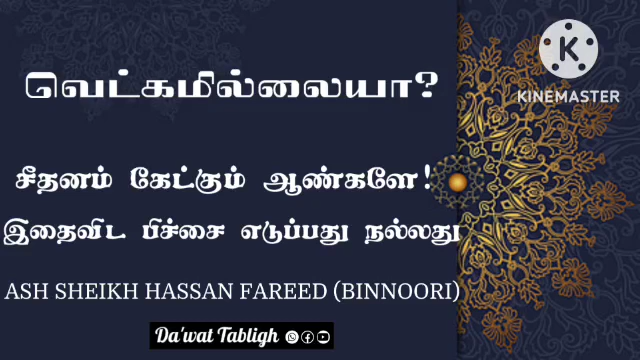 வெட்கமில்லையா?
KINEMASTER
சீதனம் கேட்கும் ஆண்களே!
இதைவிட பிச்சை எடுப்பது நல்லது
ASH SHEIKH HASSAN FAREED (BINNOORI)
Da'wat Tabligh